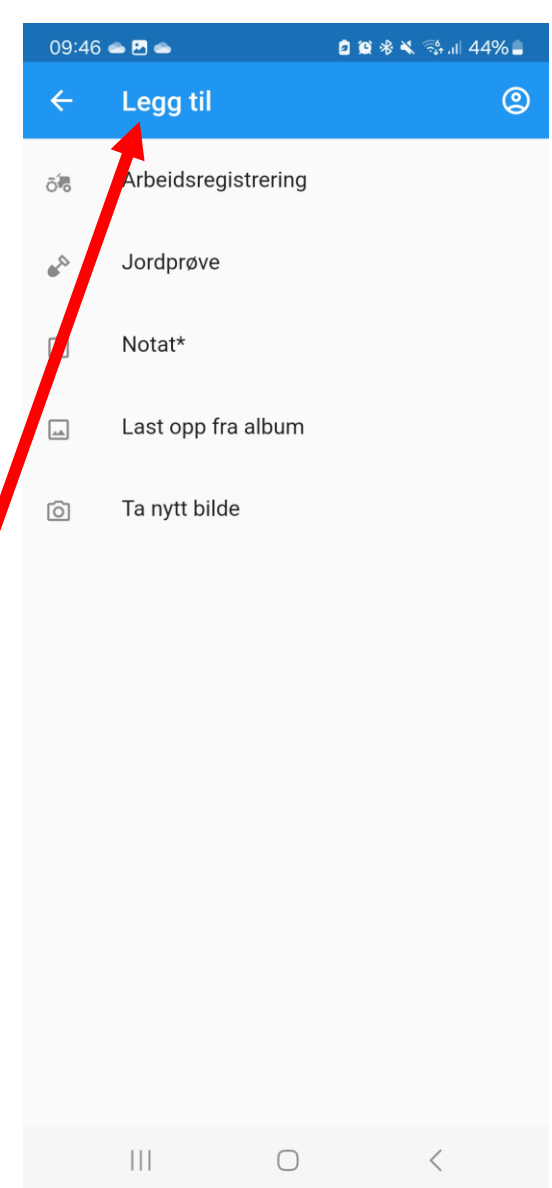 09:46 44%
Legg til
Arbeidsregistrering
Jordprøve
Notat*
Last opp fra album
Ta nytt bilde